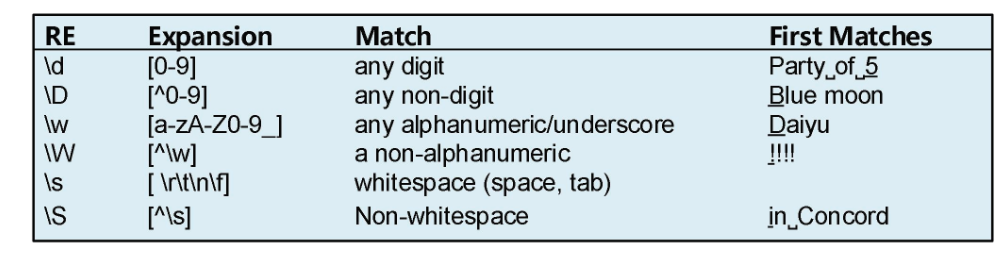 RE Expansion Match First Matches
\d [0-9] any digit Party␣of␣5
\D [^0-9] any non-digit Blue moon
\w [a-zA-Z0-9_] any alphanumeric/underscore Daiyu
\W [^\w] a non-alphanumeric !!!!
\s [ \r\t\n\f] whitespace (space, tab)
\S [^\s] Non-whitespace in␣Concord